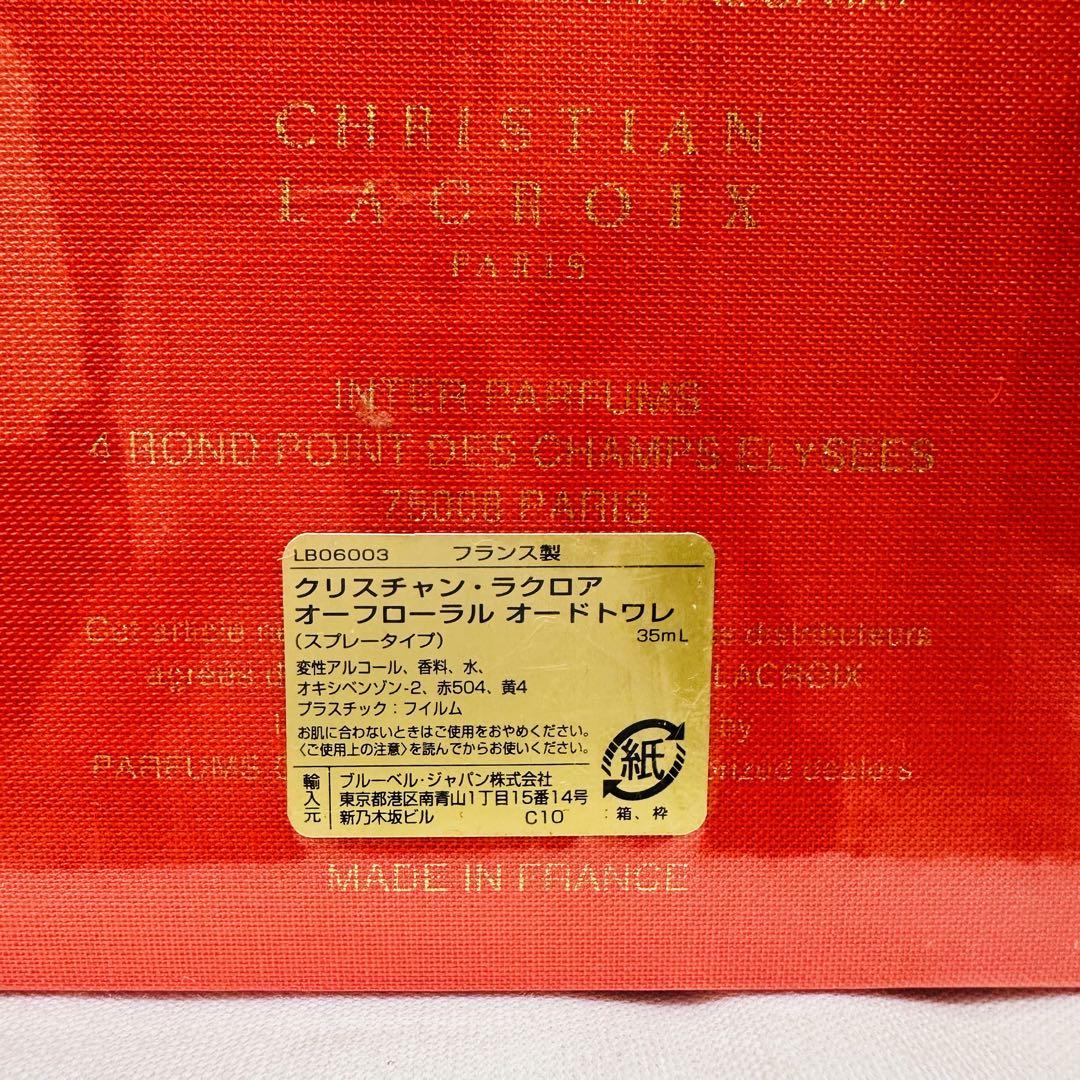 CHRISTIAN
LACROIX
PARIS
INTER PARFUMS
4 ROND POINT DES CHAMPS ELYSEES
75008 PARIS
LB06003 フランス製
クリスチャン・ラクロア
オーフローラル オードトワレ
(スプレータイプ) 35mL
変性アルコール、香料、水、
オキシベンゾン-2、赤504、黄4
プラスチック：フィルム
お肌に合わないときはご使用をおやめください。
〈ご使用上の注意〉を読んでからお使いください。
紙
箱、枠
輸入元
ブルーベル・ジャパン株式会社
東京都港区南青山1丁目15番14号
新乃木坂ビル C10
Cet article distributeurs
agréés LACROIX
by
PARFUMS dealers.
MADE IN FRANCE